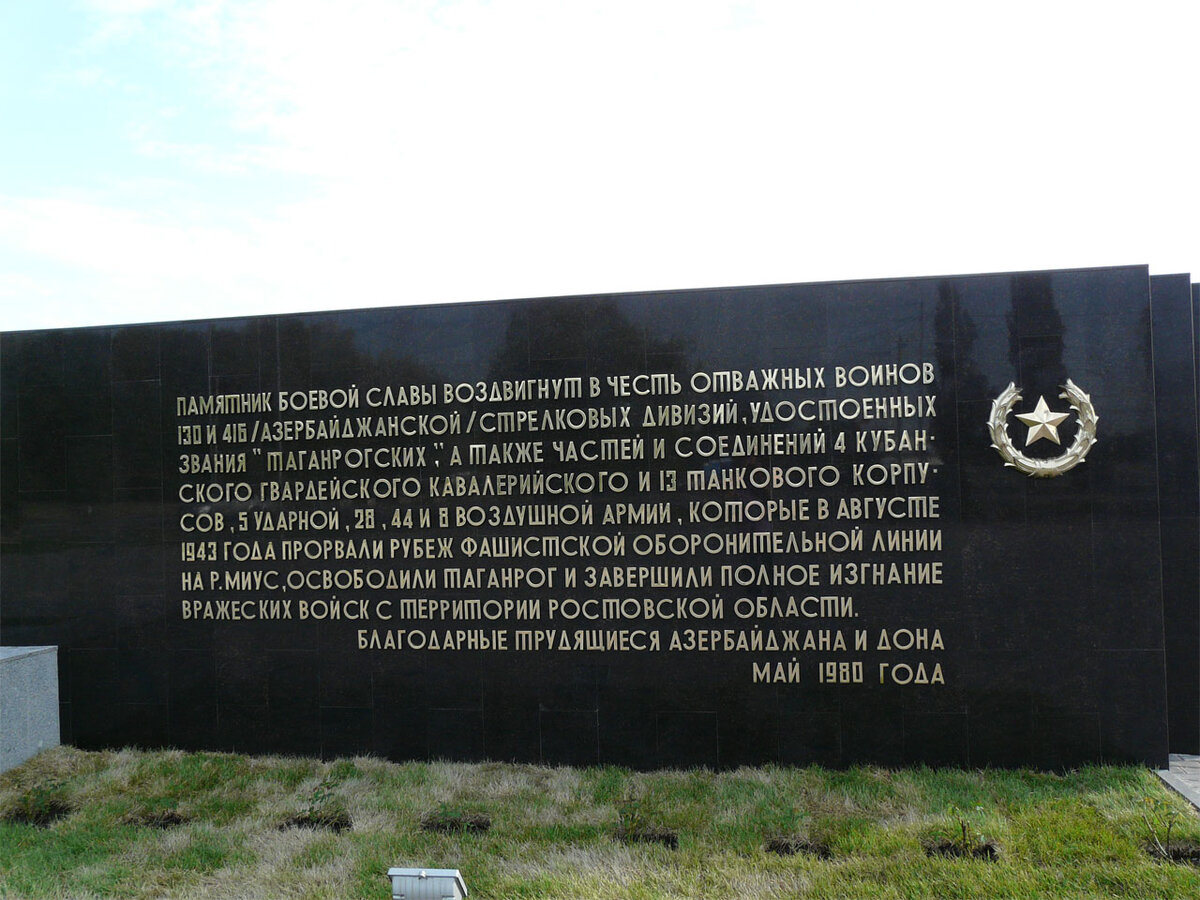 ПАМЯТНИК БОЕВОЙ СЛАВЫ ВОЗДВИГНУТ В ЧЕСТЬ ОТВАЖНЫХ ВОИНОВ
130 И 416 /АЗЕРБАЙДЖАНСКОЙ/ СТРЕЛКОВЫХ ДИВИЗИЙ, УДОСТОЕННЫХ
ЗВАНИЯ "ТАГАНРОГСКИХ", А ТАКЖЕ ЧАСТЕЙ И СОЕДИНЕНИЙ 4 КУБАН-
СКОГО ГВАРДЕЙСКОГО КАВАЛЕРИЙСКОГО И 13 ТАНКОВОГО КОРПУ-
СОВ, 5 УДАРНОЙ, 28, 44 И 8 ВОЗДУШНОЙ АРМИИ, КОТОРЫЕ В АВГУСТЕ
1943 ГОДА ПРОРВАЛИ РУБЕЖ ФАШИСТСКОЙ ОБОРОНИТЕЛЬНОЙ ЛИНИИ
НА Р. МИУС, ОСВОБОДИЛИ ТАГАНРОГ И ЗАВЕРШИЛИ ПОЛНОЕ ИЗГНАНИЕ
ВРАЖЕСКИХ ВОЙСК С ТЕРРИТОРИИ РОСТОВСКОЙ ОБЛАСТИ.
БЛАГОДАРНЫЕ ТРУДЯЩИЕСЯ АЗЕРБАЙДЖАНА И ДОНА
МАЙ 1980 ГОДА